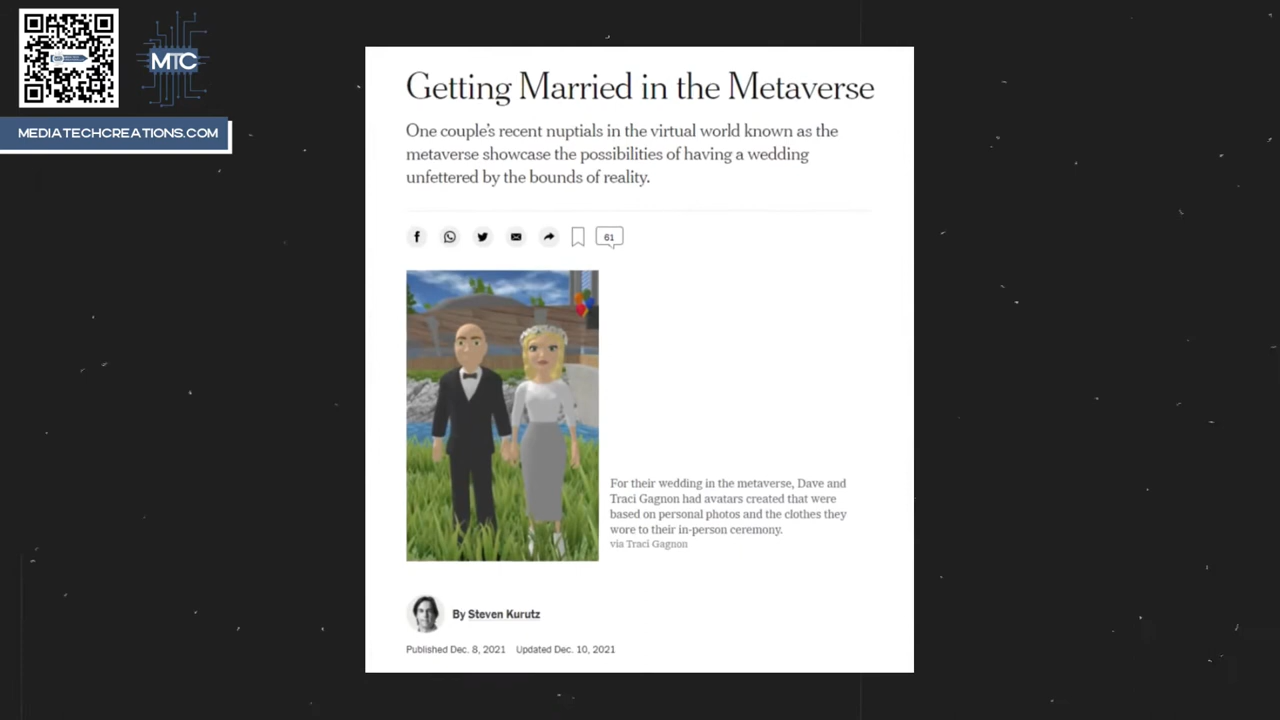 MTC
MEDIATECHCREATIONS.COM
Getting Married in the Metaverse
One couple's recent nuptials in the virtual world known as the
metaverse showcase the possibilities of having a wedding
unfettered by the bounds of reality.
61
For their wedding in the metaverse, Dave and
Traci Gagnon had avatars created that were
based on personal photos and the clothes they
wore to their in-person ceremony.
via Traci Gagnon
By Steven Kurutz
Published Dec. 8, 2021 Updated Dec. 10, 2021